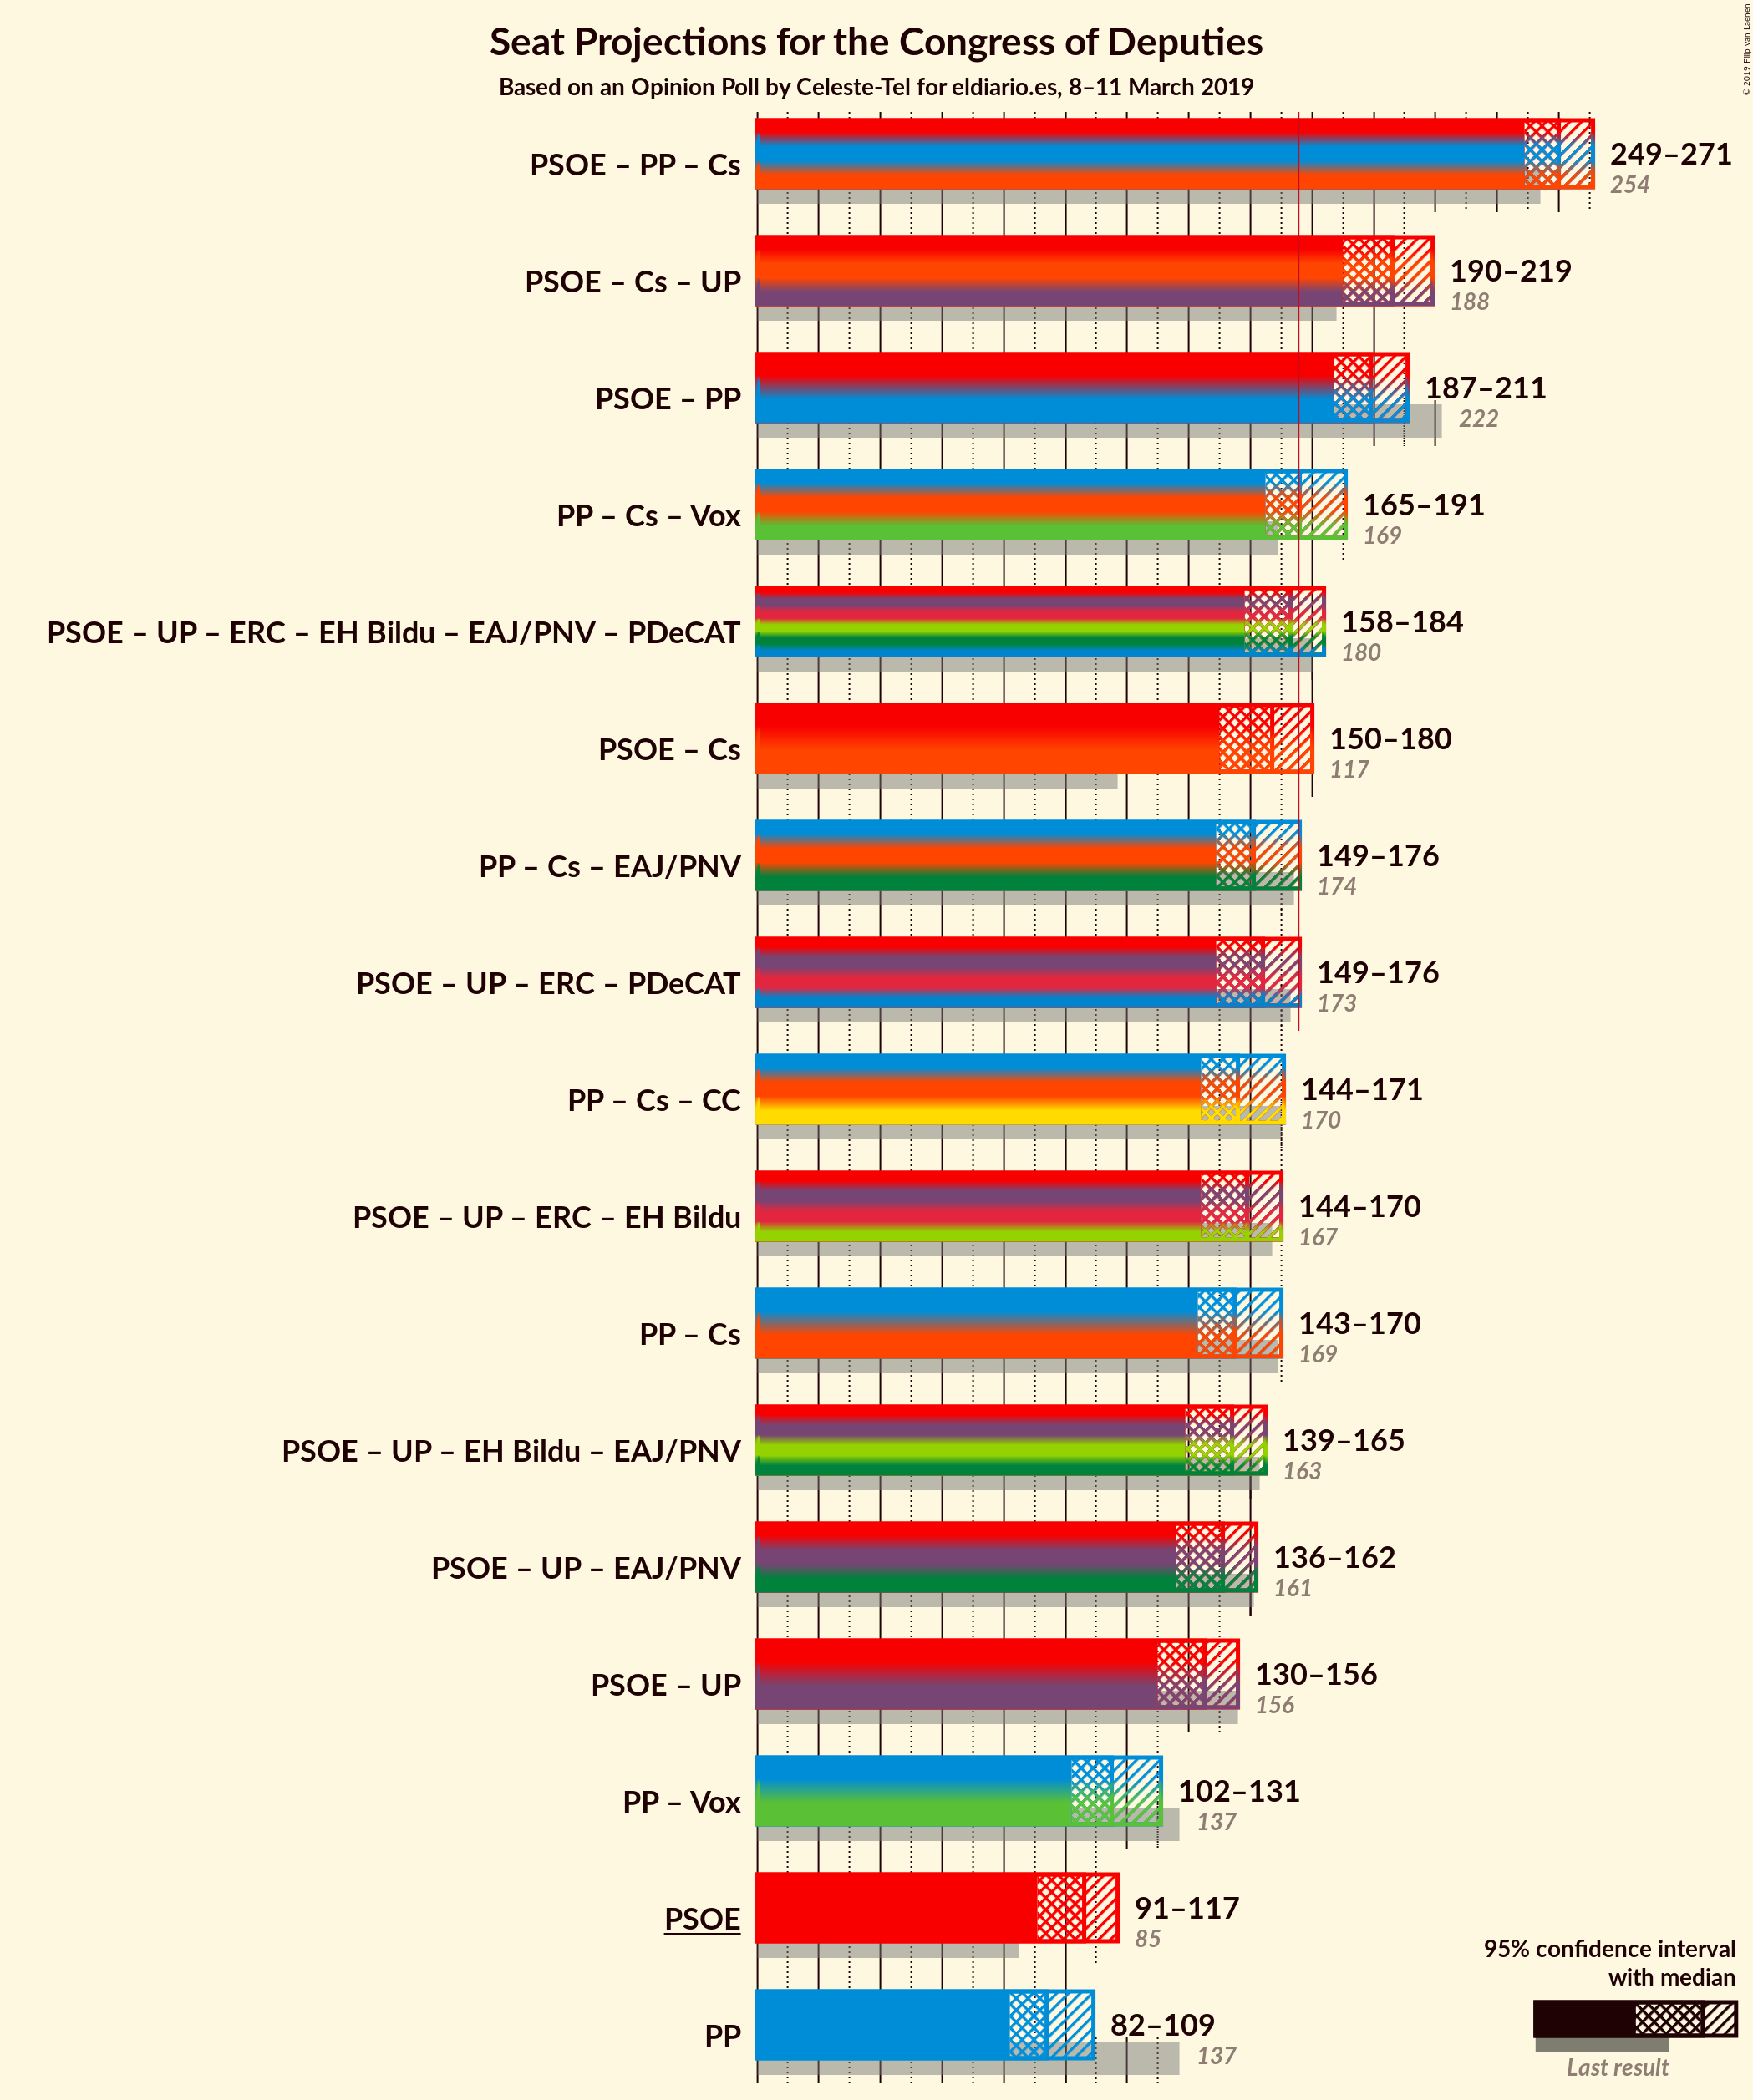 Seat Projections for the Congress of Deputies
Based on an Opinion Poll by Celeste-Tel for eldiario.es, 8–11 March 2019
© 2019 Filip van Laenen
PSOE – PP – Cs
249–271
254
PSOE – Cs – UP
190–219
188
PSOE – PP
187–211
222
PP – Cs – Vox
165–191
169
PSOE – UP – ERC – EH Bildu – EAJ/PNV – PDeCAT
158–184
180
PSOE – Cs
150–180
117
PP – Cs – EAJ/PNV
149–176
174
PSOE – UP – ERC – PDeCAT
149–176
173
PP – Cs – CC
144–171
170
PSOE – UP – ERC – EH Bildu
144–170
167
PP – Cs
143–170
169
PSOE – UP – EH Bildu – EAJ/PNV
139–165
163
PSOE – UP – EAJ/PNV
136–162
161
PSOE – UP
130–156
156
PP – Vox
102–131
137
PSOE
91–117
85
PP
82–109
137
95% confidence interval
with median
Last result